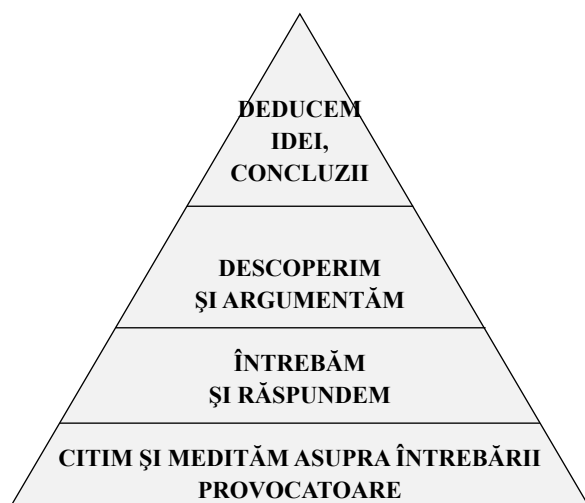 DEDUCEM
IDEI,
CONCLUZII
DESCOPERIM
ŞI ARGUMENTĂM
ÎNTREBĂM
ŞI RĂSPUNDEM
CITIM ŞI MEDITĂM ASUPRA ÎNTREBĂRII
PROVOCATOARE